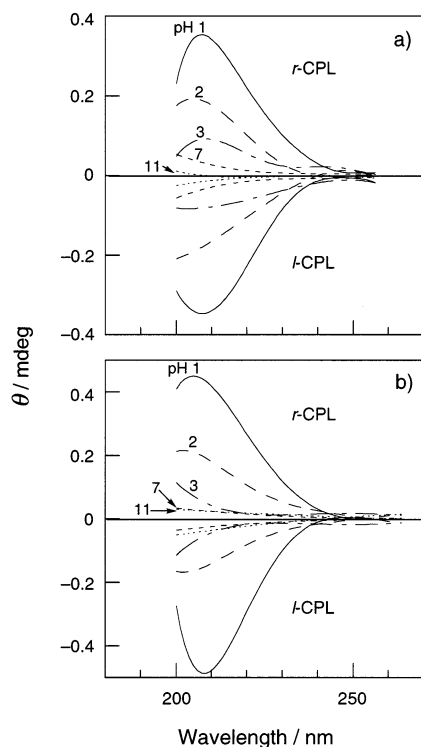 0.4
pH 1
a)
r-CPL
0.2
2
3
7
11
0
−0.2
l-CPL
−0.4
θ / mdeg
pH 1
b)
0.4
r-CPL
2
0.2
3
7
11
0
−0.2
l-CPL
−0.4
200
250
Wavelength / nm